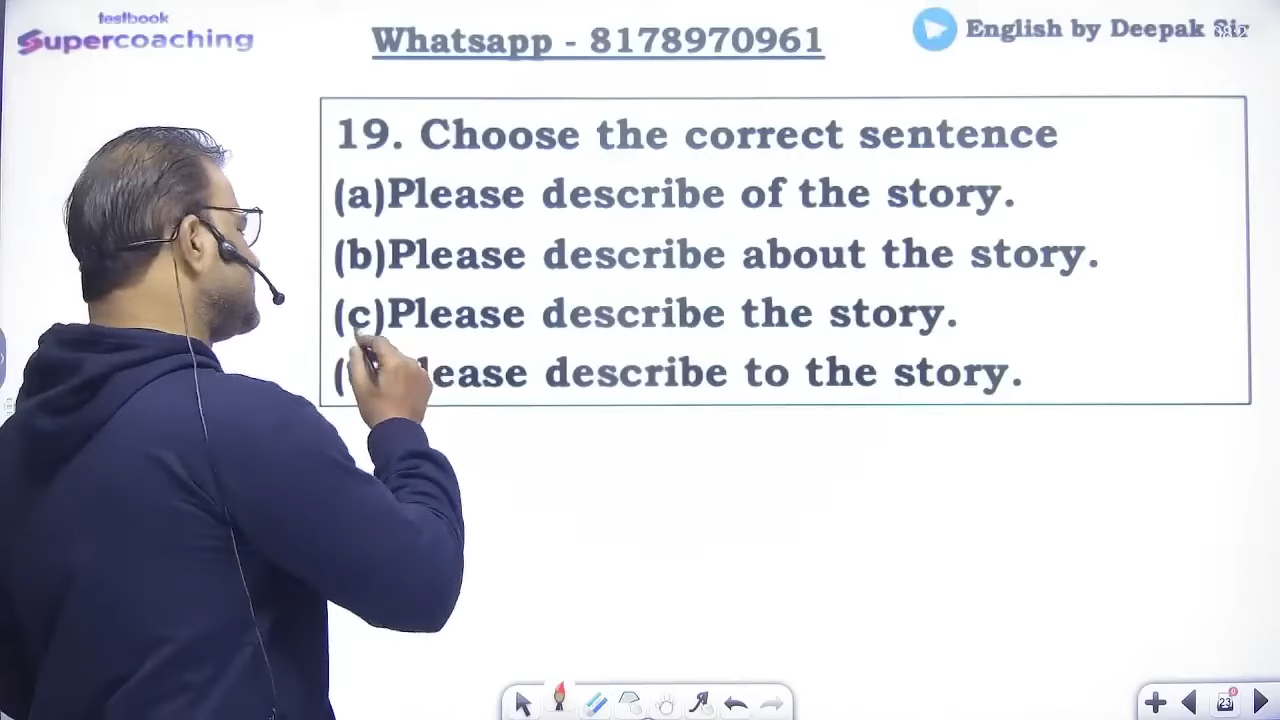 testbook
Supercoaching
Whatsapp - 8178970961
English by Deepak Sir
19. Choose the correct sentence
(a)Please describe of the story.
(b)Please describe about the story.
(c)Please describe the story.
Please describe to the story.
23